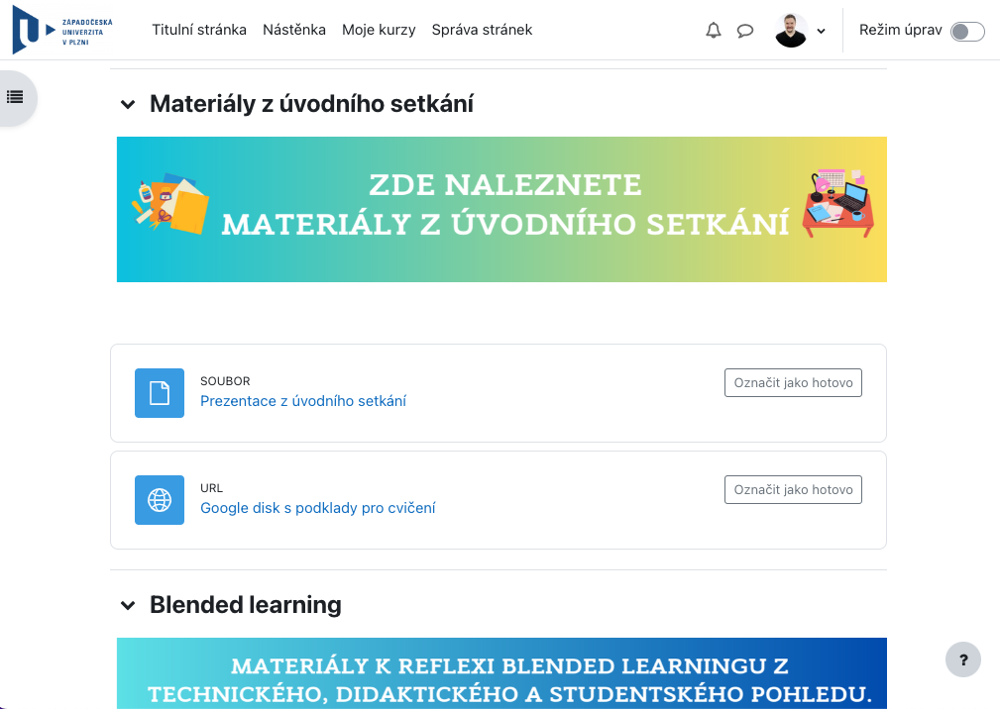 ZÁPADOČESKÁ
UNIVERZITA
V PLZNI
Titulní stránka Nástěnka Moje kurzy Správa stránek
Režim úprav
Materiály z úvodního setkání
ZDE NALEZNETE
MATERIÁLY Z ÚVODNÍHO SETKÁNÍ
SOUBOR
Prezentace z úvodního setkání
Označit jako hotovo
URL
Google disk s podklady pro cvičení
Označit jako hotovo
Blended learning
MATERIÁLY K REFLEXI BLENDED LEARNINGU Z
TECHNICKÉHO, DIDAKTICKÉHO A STUDENTSKÉHO POHLEDU.
?